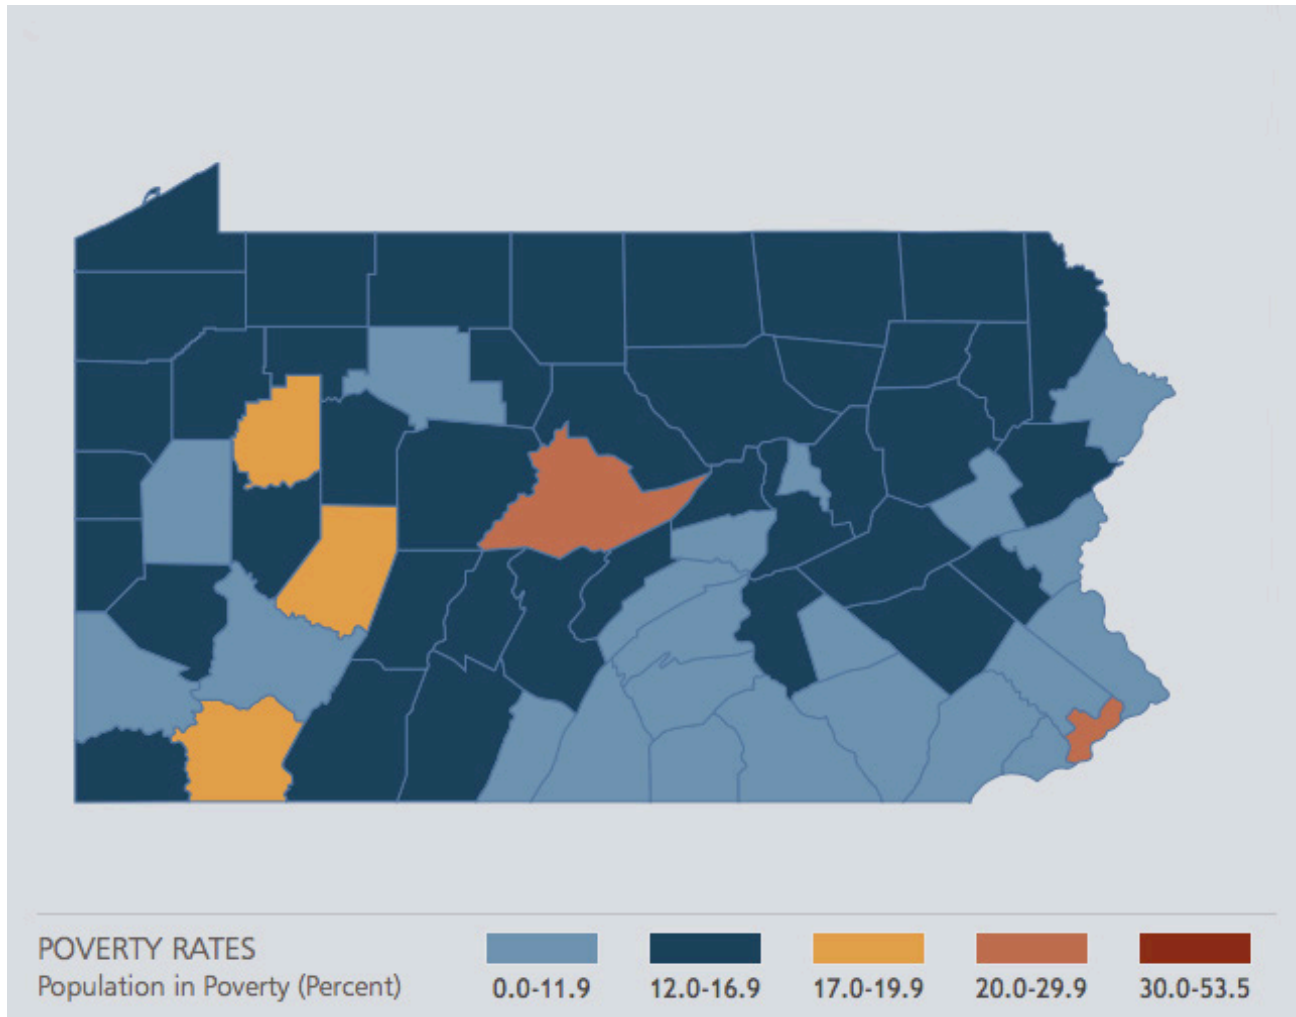 POVERTY RATES
Population in Poverty (Percent)
0.0-11.9
12.0-16.9
17.0-19.9
20.0-29.9
30.0-53.5